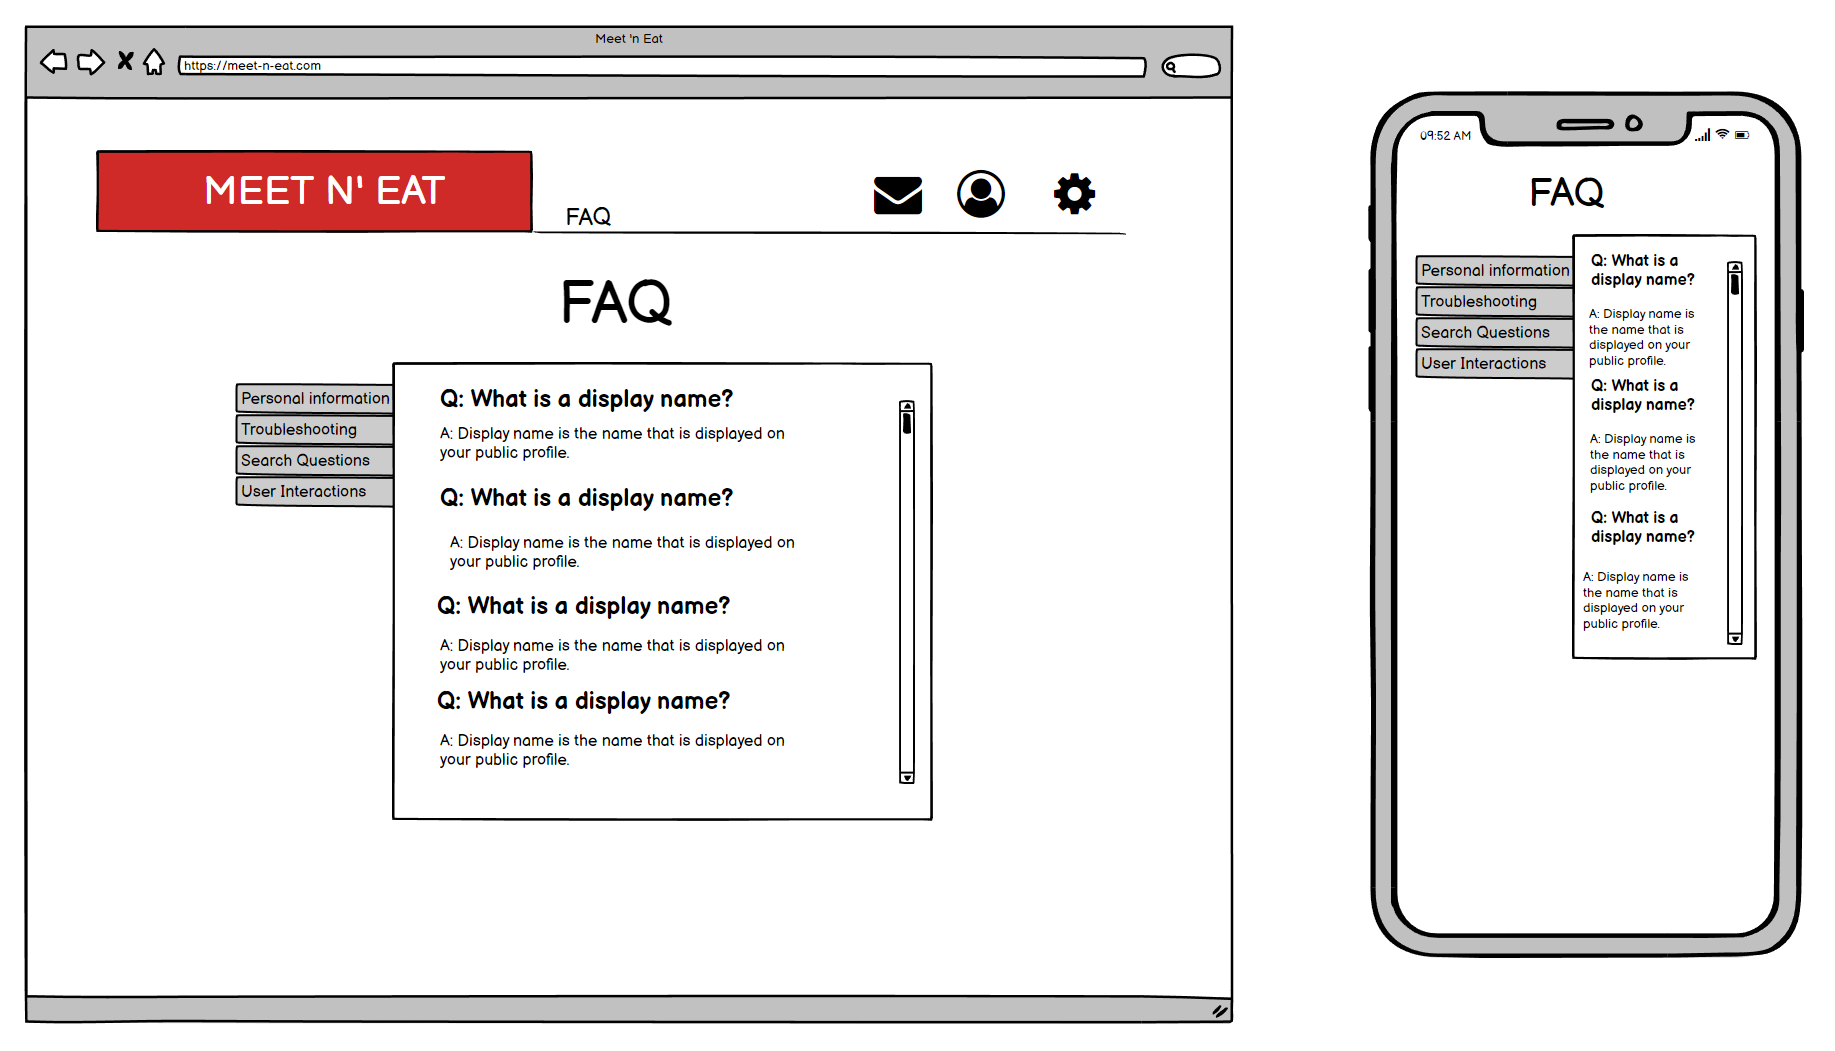 Meet 'n Eat
https://meet-n-eat.com
MEET N' EAT
FAQ
FAQ
Personal information
Troubleshooting
Search Questions
User Interactions
Q: What is a display name?
A: Display name is the name that is displayed on
your public profile.
Q: What is a display name?
A: Display name is the name that is displayed on
your public profile.
Q: What is a display name?
A: Display name is the name that is displayed on
your public profile.
Q: What is a display name?
A: Display name is the name that is displayed on
your public profile.
09:52 AM
FAQ
Personal information
Troubleshooting
Search Questions
User Interactions
Q: What is a
display name?
A: Display name is
the name that is
displayed on your
public profile.
Q: What is a
display name?
A: Display name is
the name that is
displayed on your
public profile.
Q: What is a
display name?
A: Display name is
the name that is
displayed on your
public profile.